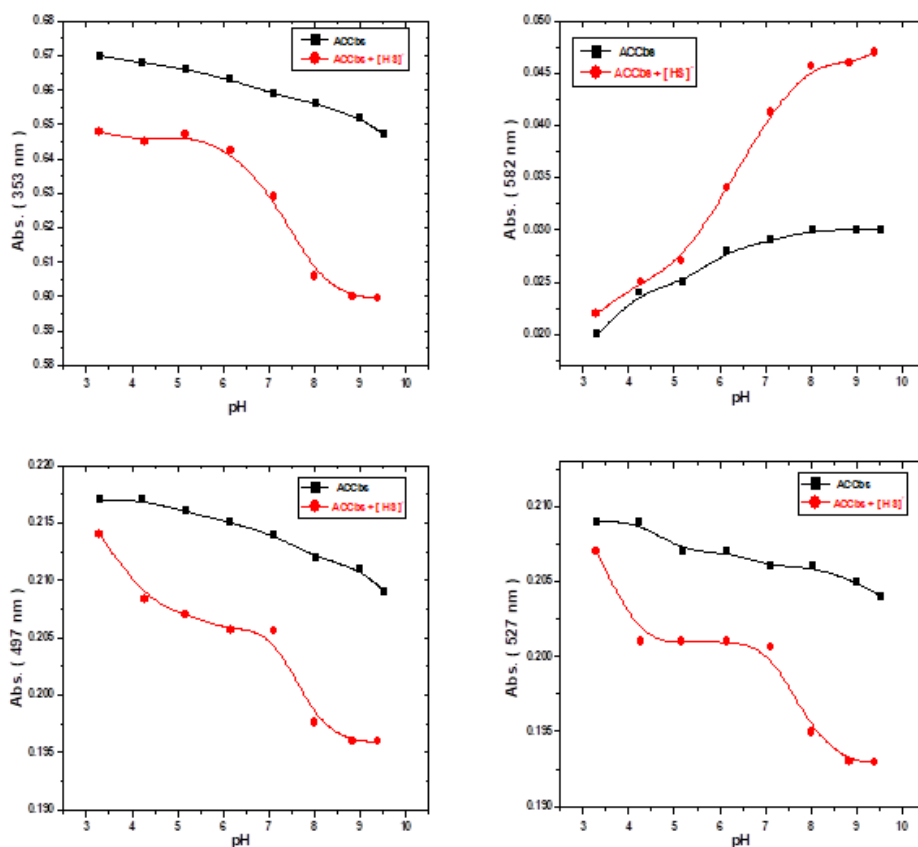 0.68
0.67
0.66
0.65
0.64
0.63
0.62
0.61
0.60
0.59
0.58
Abs. ( 353 nm )
ACCbs
ACCbs + [HS]-
3 4 5 6 7 8 9 10
pH
0.050
0.045
0.040
0.035
0.030
0.025
0.020
Abs. ( 582 nm )
ACCbs
ACCbs + [HS]-
3 4 5 6 7 8 9 10
pH
0.220
0.215
0.210
0.205
0.200
0.195
0.190
Abs. ( 497 nm )
ACCbs
ACCbs + [HS]-
3 4 5 6 7 8 9 10
pH
0.210
0.205
0.200
0.195
0.190
Abs. ( 527 nm )
ACCbs
ACCbs + [HS]-
3 4 5 6 7 8 9 10
pH